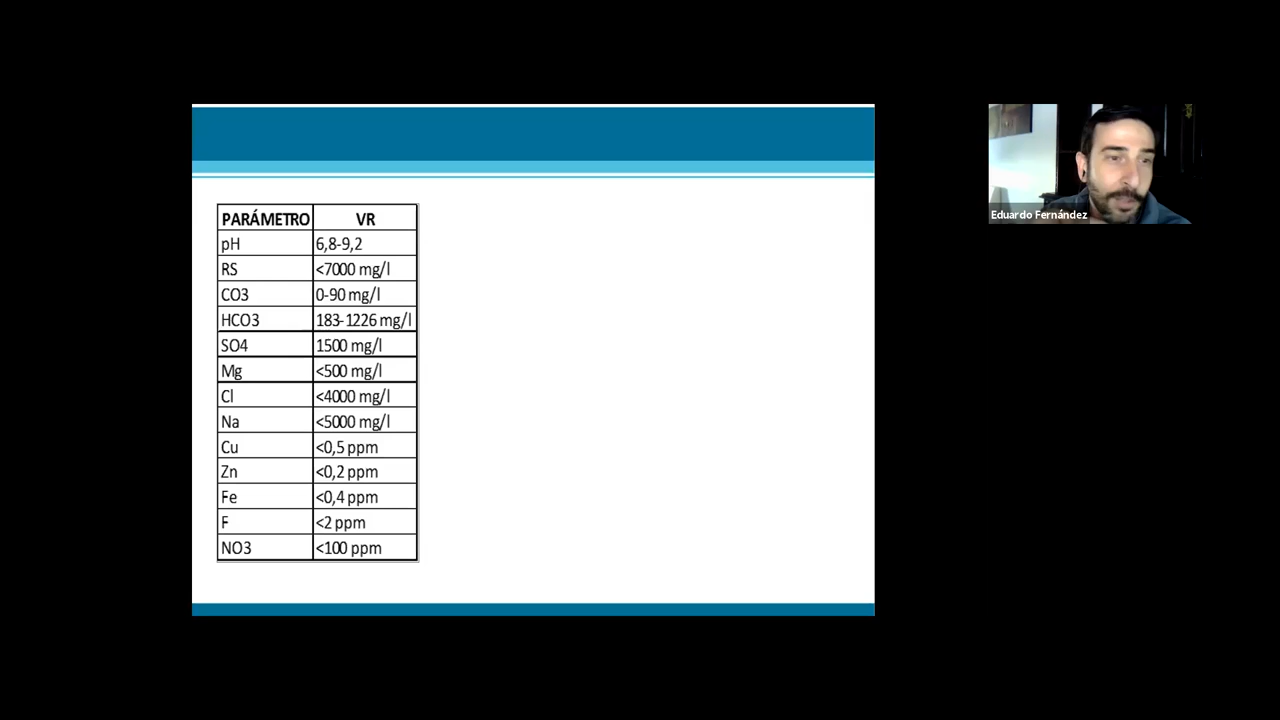 PARÁMETRO VR
pH 6,8-9,2
RS <7000 mg/l
CO3 0-90 mg/l
HCO3 183-1226 mg/l
SO4 1500 mg/l
Mg <500 mg/l
Cl <4000 mg/l
Na <5000 mg/l
Cu <0,5 ppm
Zn <0,2 ppm
Fe <0,4 ppm
F <2 ppm
NO3 <100 ppm
Eduardo Fernández